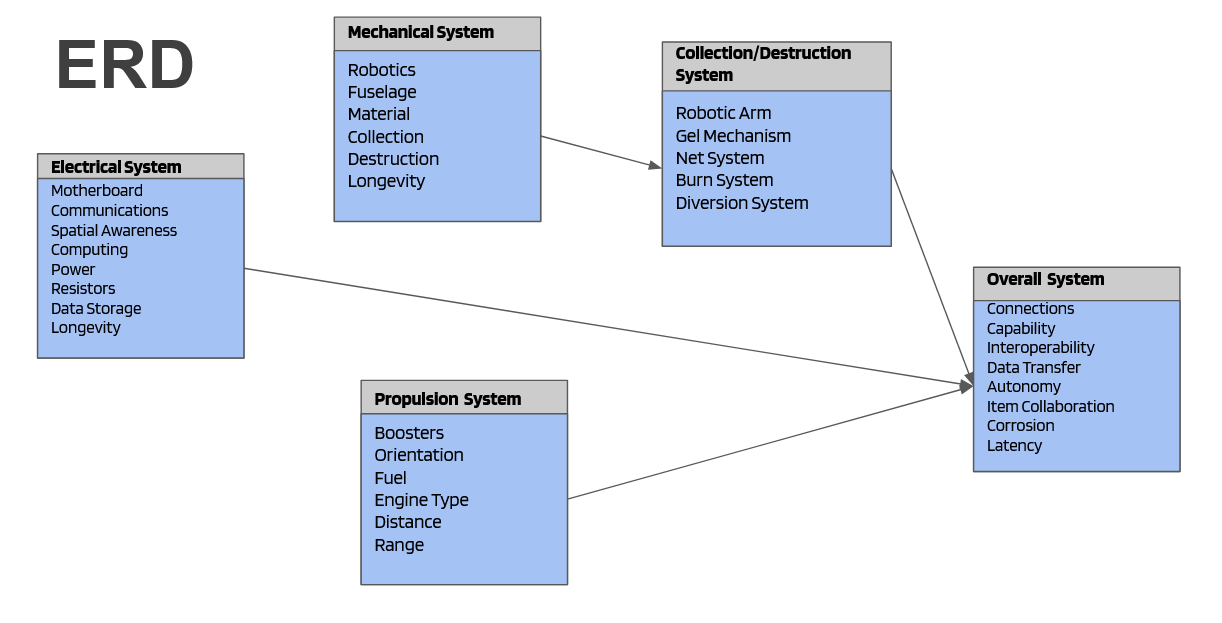 ERD
Mechanical System
Robotics
Fuselage
Material
Collection
Destruction
Longevity
Collection/Destruction
System
Robotic Arm
Gel Mechanism
Net System
Burn System
Diversion System
Electrical System
Motherboard
Communications
Spatial Awareness
Computing
Power
Resistors
Data Storage
Longevity
Overall System
Connections
Capability
Interoperability
Data Transfer
Autonomy
Item Collaboration
Corrosion
Latency
Propulsion System
Boosters
Orientation
Fuel
Engine Type
Distance
Range